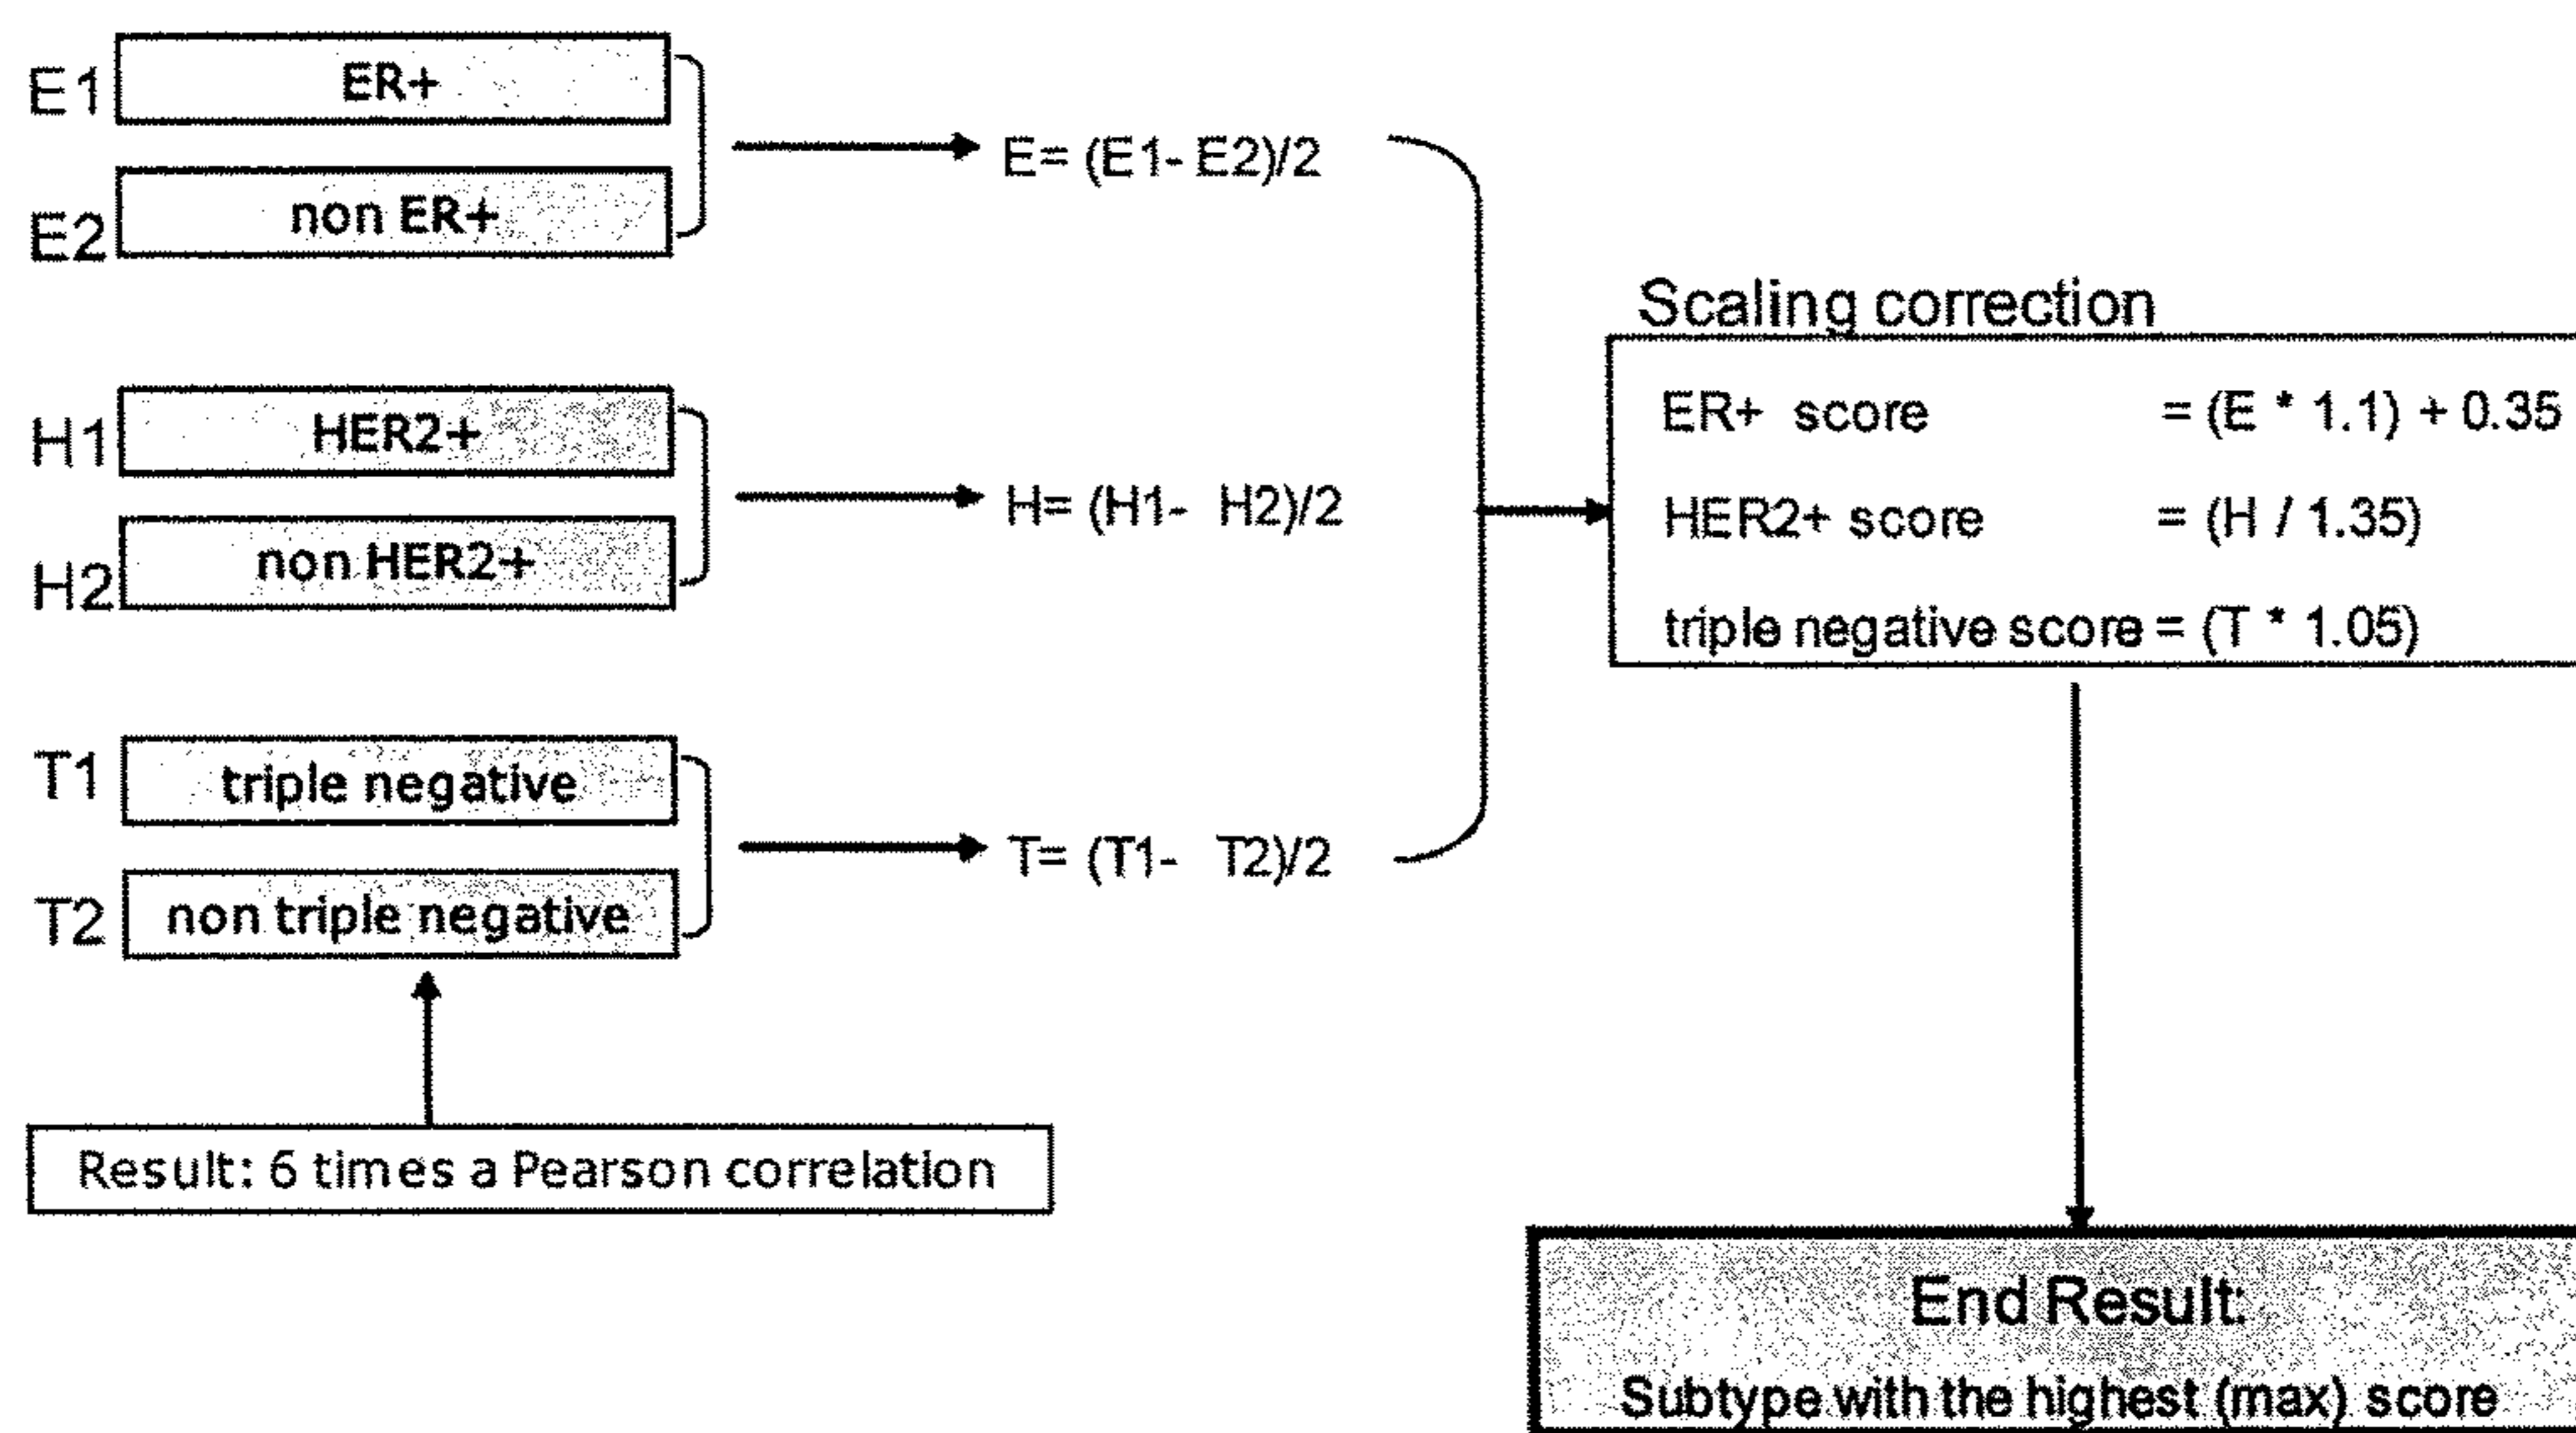 E1 ER+
E2 non ER+
E= (E1- E2)/2
H1 HER2+
H2 non HER2+
H= (H1- H2)/2
T1 triple negative
T2 non triple negative
T= (T1- T2)/2
Result: 6 times a Pearson correlation
Scaling correction
ER+ score = (E * 1.1) + 0.35
HER2+ score = (H / 1.35)
triple negative score = (T * 1.05)
End Result:
Subtype with the highest (max) score